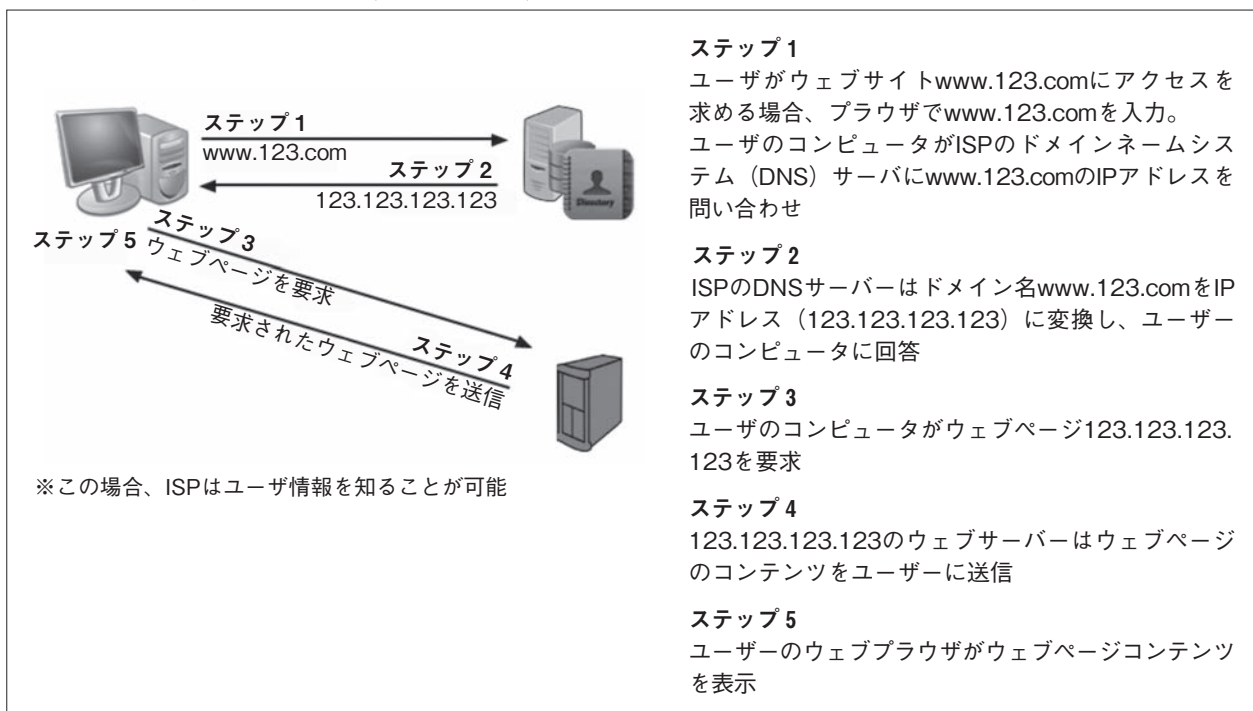 ステップ 1
www.123.com
ステップ 2
123.123.123.123
Directory
ステップ 3
ウェブページを要求
ステップ 5
ステップ 4
要求されたウェブページを送信
※この場合、ISPはユーザ情報を知ることが可能
ステップ 1
ユーザがウェブサイトwww.123.comにアクセスを
求める場合、ブラウザでwww.123.comを入力。
ユーザのコンピュータがISPのドメインネームシス
テム（DNS）サーバにwww.123.comのIPアドレスを
問い合わせ
ステップ 2
ISPのDNSサーバーはドメイン名www.123.comをIP
アドレス（123.123.123.123）に変換し、ユーザー
のコンピュータに回答
ステップ 3
ユーザのコンピュータがウェブページ123.123.123.
123を要求
ステップ 4
123.123.123.123のウェブサーバーはウェブページ
のコンテンツをユーザーに送信
ステップ 5
ユーザーのウェブブラウザがウェブページコンテンツ
を表示